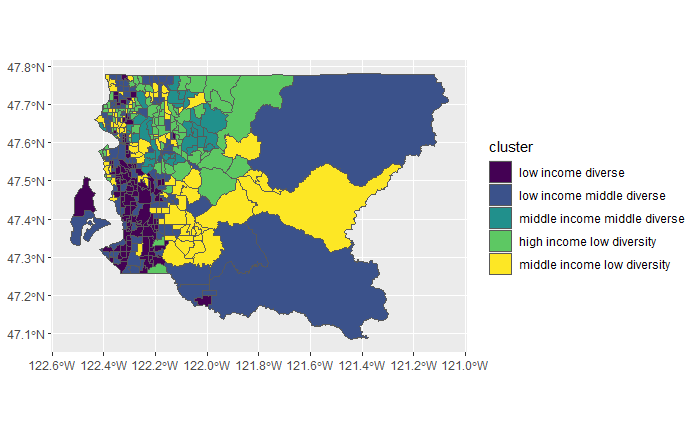 47.8°N
47.7°N
47.6°N
47.5°N
47.4°N
47.3°N
47.2°N
47.1°N
122.6°W 122.4°W 122.2°W 122.0°W 121.8°W 121.6°W 121.4°W 121.2°W 121.0°W
cluster
low income diverse
low income middle diverse
middle income middle diverse
high income low diversity
middle income low diversity